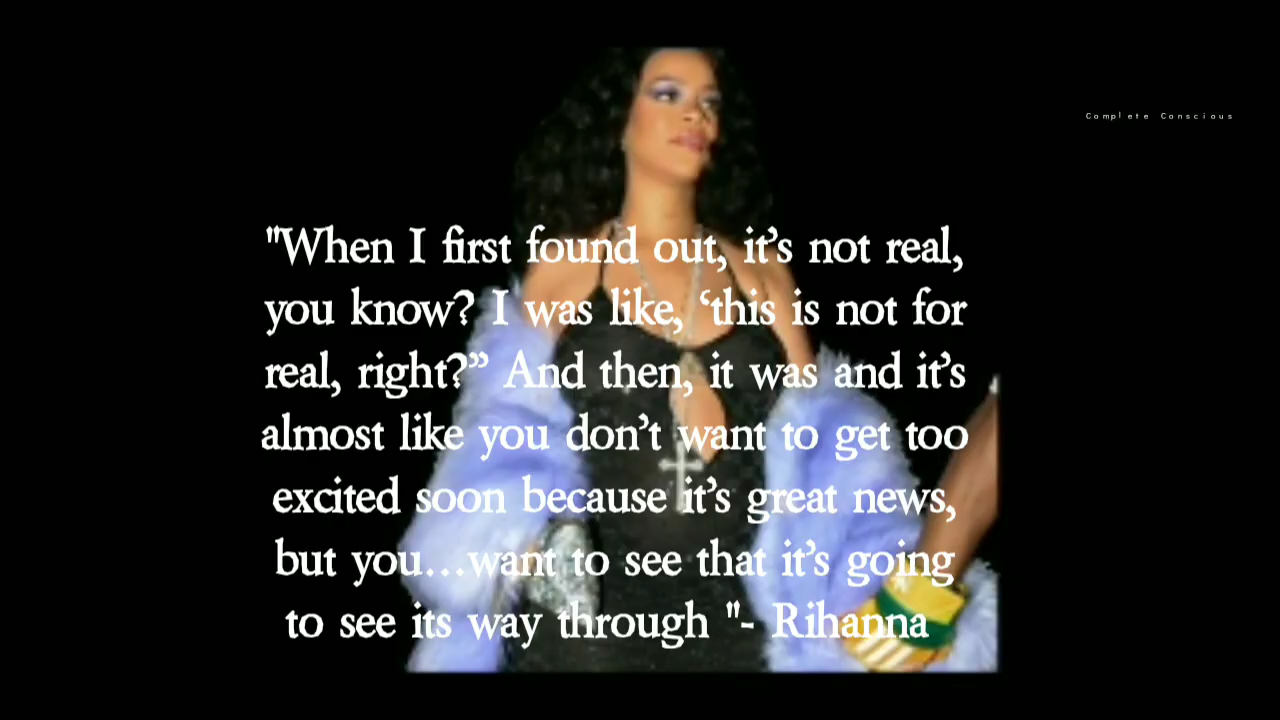 Complete Conscious
"When I first found out, it’s not real,
you know? I was like, ‘this is not for
real, right?” And then, it was and it’s
almost like you don’t want to get too
excited soon because it’s great news,
but you…want to see that it’s going
to see its way through "- Rihanna